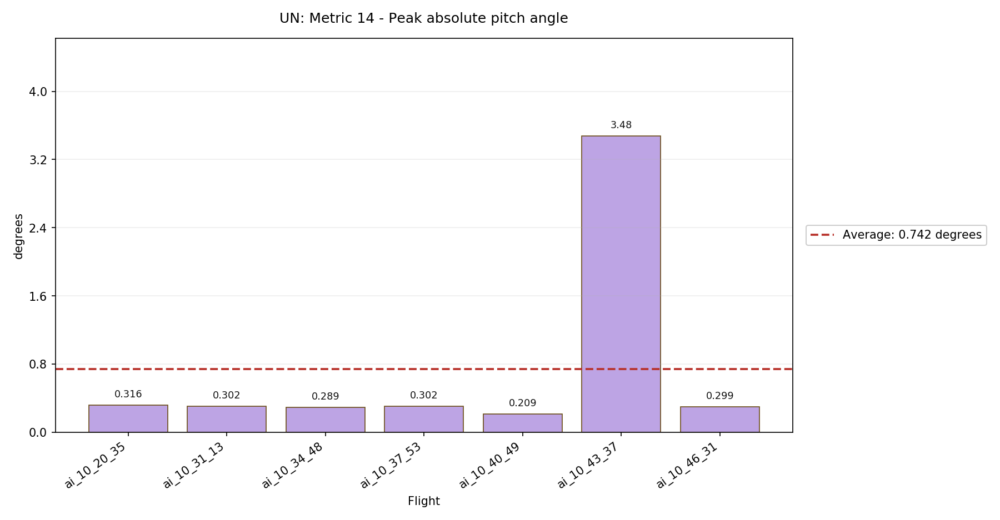 UN: Metric 14 - Peak absolute pitch angle
degrees
4.0
3.2
2.4
1.6
0.8
0.0
0.316
0.302
0.289
0.302
0.209
3.48
0.299
Average: 0.742 degrees
ai_10_20_35
ai_10_31_13
ai_10_34_48
ai_10_37_53
ai_10_40_49
ai_10_43_37
ai_10_46_31
Flight